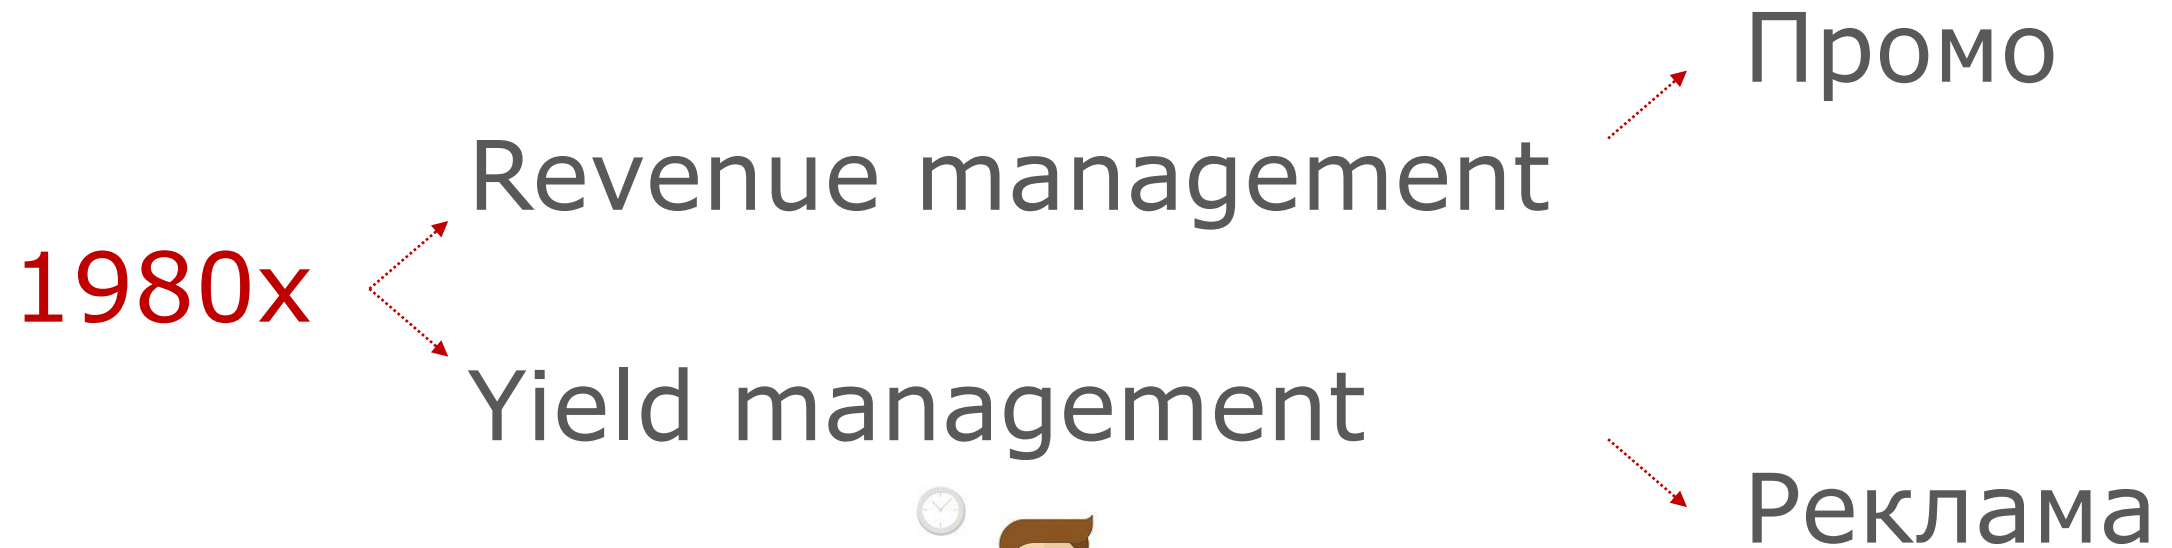 Промо
Revenue management
1980х
Yield management
Реклама